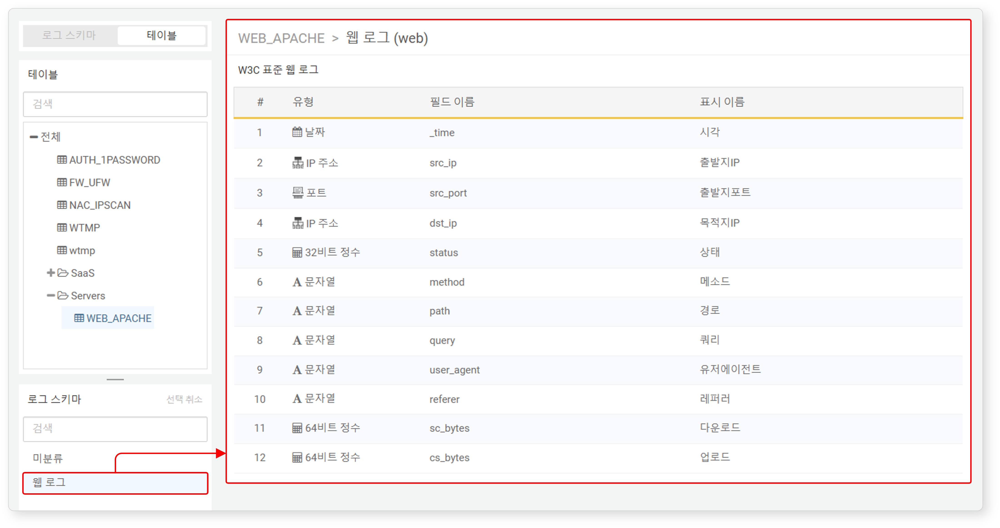 로그 스키마 테이블
테이블
검색
전체
AUTH_1PASSWORD
FW_UFW
NAC_IPSCAN
WTMP
wtmp
SaaS
Servers
WEB_APACHE
로그 스키마 선택 취소
검색
미분류
웹 로그
WEB_APACHE > 웹 로그 (web)
W3C 표준 웹 로그
# 유형 필드 이름 표시 이름
1 날짜 _time 시각
2 IP 주소 src_ip 출발지IP
3 포트 src_port 출발지포트
4 IP 주소 dst_ip 목적지IP
5 32비트 정수 status 상태
6 문자열 method 메소드
7 문자열 path 경로
8 문자열 query 쿼리
9 문자열 user_agent 유저에이전트
10 문자열 referer 레퍼러
11 64비트 정수 sc_bytes 다운로드
12 64비트 정수 cs_bytes 업로드